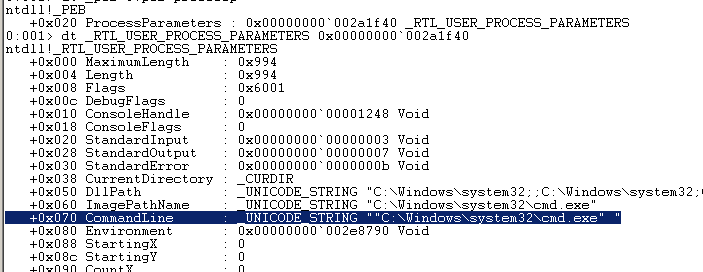 ntdll!_PEB
+0x020 ProcessParameters : 0x00000000`002a1f40 _RTL_USER_PROCESS_PARAMETERS
0:001> dt _RTL_USER_PROCESS_PARAMETERS 0x00000000`002a1f40
ntdll!_RTL_USER_PROCESS_PARAMETERS
+0x000 MaximumLength : 0x994
+0x004 Length : 0x994
+0x008 Flags : 0x6001
+0x00c DebugFlags : 0
+0x010 ConsoleHandle : 0x00000000`00001248 Void
+0x018 ConsoleFlags : 0
+0x020 StandardInput : 0x00000000`00000003 Void
+0x028 StandardOutput : 0x00000000`00000007 Void
+0x030 StandardError : 0x00000000`0000000b Void
+0x038 CurrentDirectory : _CURDIR
+0x050 DllPath : _UNICODE_STRING "C:\Windows\system32;;C:\Windows\system32;
+0x060 ImagePathName : _UNICODE_STRING "C:\Windows\system32\cmd.exe"
+0x070 CommandLine : _UNICODE_STRING ""C:\Windows\system32\cmd.exe" "
+0x080 Environment : 0x00000000`002e8790 Void
+0x088 StartingX : 0
+0x08c StartingY : 0
+0x090 CountX : 0